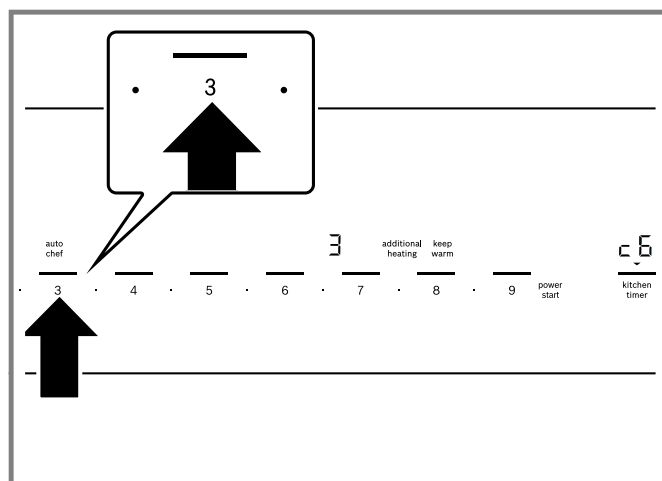 3
auto
chef
3
additional
heating
keep
warm
c6
3 4 5 6 7 8 9
power
start
kitchen
timer